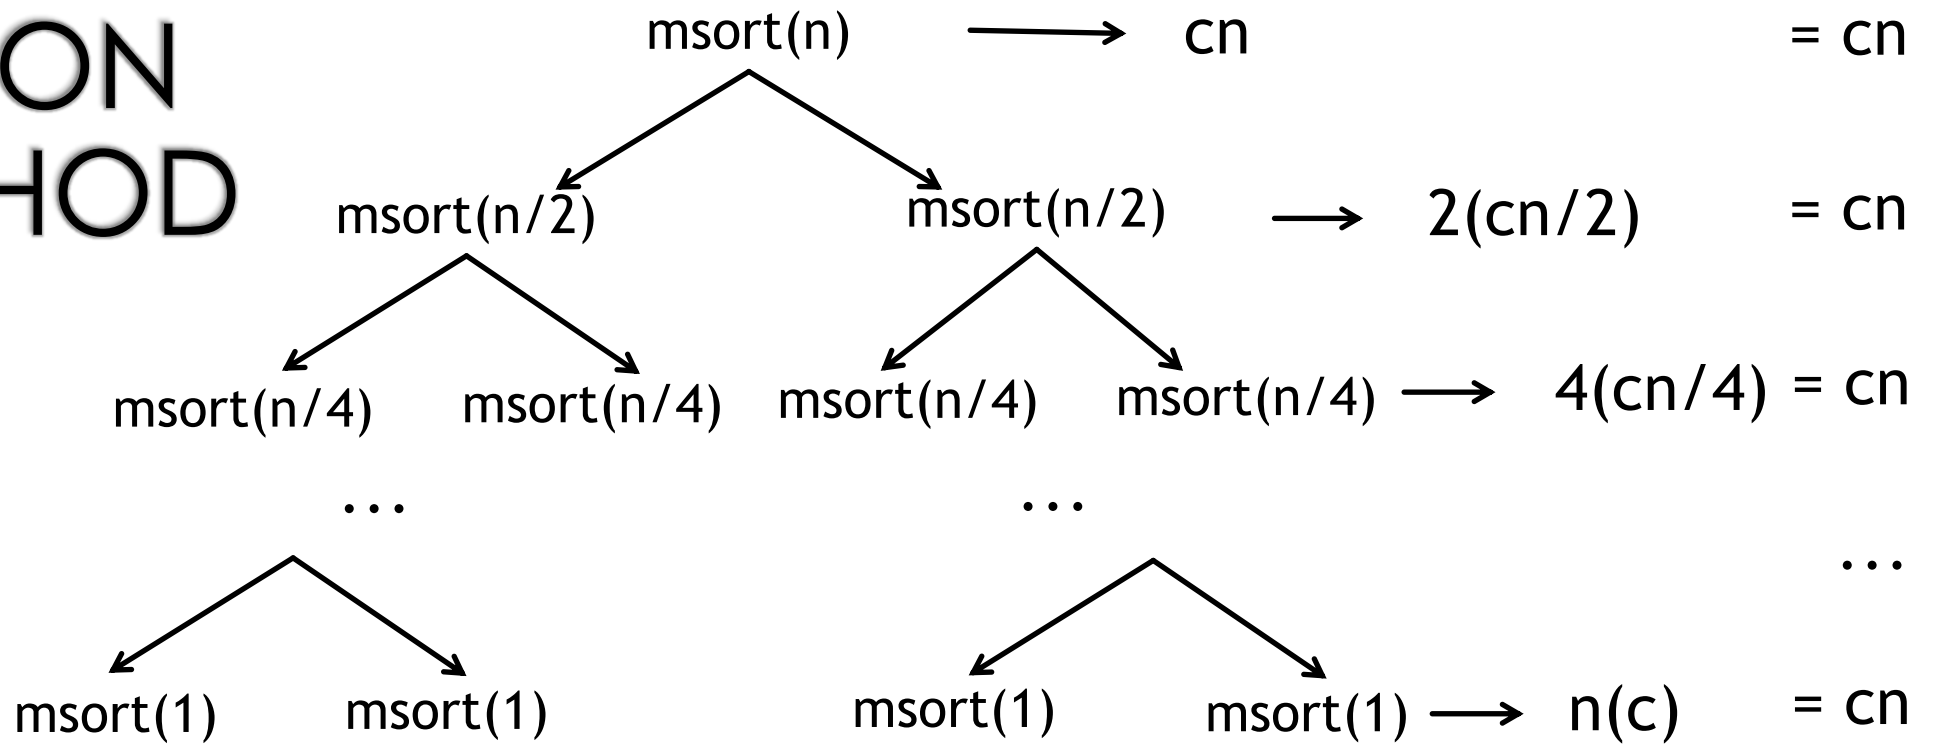 ON
HOD
msort(n) → cn = cn
msort(n/2) msort(n/2) → 2(cn/2) = cn
msort(n/4) msort(n/4) msort(n/4) msort(n/4) → 4(cn/4) = cn
... ... ...
msort(1) msort(1) msort(1) msort(1) → n(c) = cn